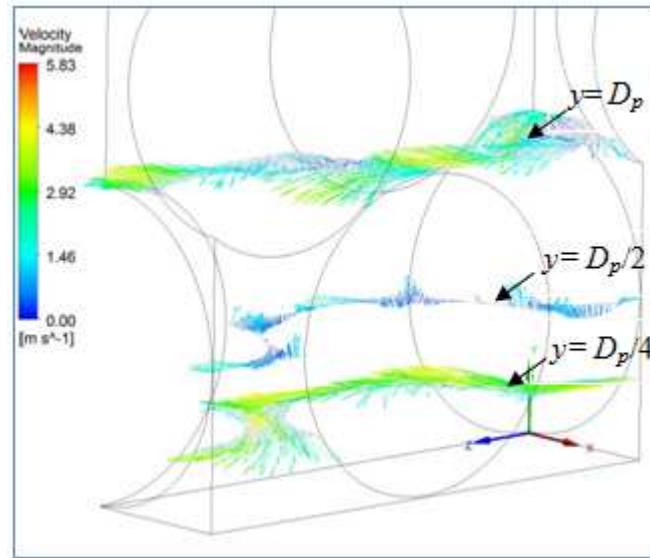 Velocity
Magnitude
5.83
4.38
2.92
1.46
0.00
[m s^-1]
y= Dp
y= Dp/2
y= Dp/4